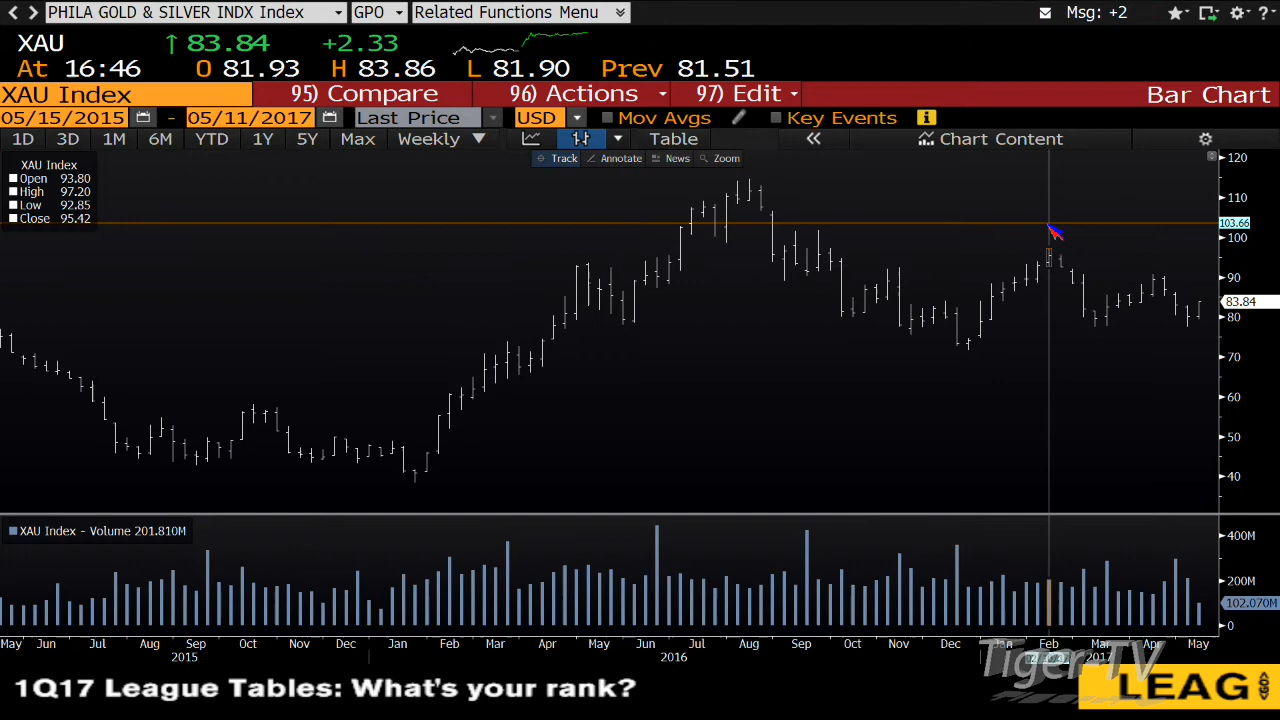 PHILA GOLD & SILVER INDX Index GPO Related Functions Menu Msg: +2
XAU 83.84 +2.33
At 16:46 O 81.93 H 83.86 L 81.90 Prev 81.51
XAU Index 95) Compare 96) Actions 97) Edit Bar Chart
05/15/2015 - 05/11/2017 Last Price USD Mov Avgs Key Events
1D 3D 1M 6M YTD 1Y 5Y Max Weekly Table Chart Content
Track Annotate News Zoom
XAU Index
Open 93.80
High 97.20
Low 92.85
Close 95.42
120
110
103.66
100
90
83.84
80
70
60
50
40
XAU Index - Volume 201.810M
400M
200M
102.070M
0
May Jun Jul Aug Sep Oct Nov Dec Jan Feb Mar Apr May Jun Jul Aug Sep Oct Nov Dec Jan Feb Mar Apr May
2015 2016 2017
Tiger-TV
1Q17 League Tables: What's your rank?
LEAG